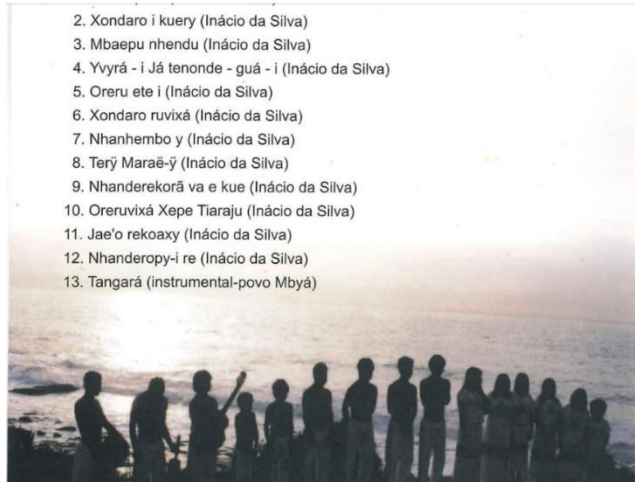 2. Xondaro i kuery (Inácio da Silva)
3. Mbaepu nhendu (Inácio da Silva)
4. Yvyrá - i Já tenonde - guá - i (Inácio da Silva)
5. Oreru ete i (Inácio da Silva)
6. Xondaro ruvixá (Inácio da Silva)
7. Nhanhembo y (Inácio da Silva)
8. Terÿ Maraë-ÿ (Inácio da Silva)
9. Nhanderekorã va e kue (Inácio da Silva)
10. Oreruvixá Xepe Tiaraju (Inácio da Silva)
11. Jae'o rekoaxy (Inácio da Silva)
12. Nhanderopy-i re (Inácio da Silva)
13. Tangará (instrumental-povo Mbyá)